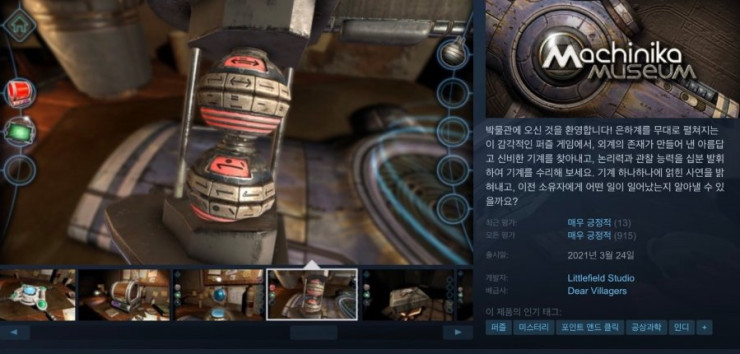 Machinika
MUSEUM
박물관에 오신 것을 환영합니다! 은하계를 무대로 펼쳐지는
이 감각적인 퍼즐 게임에서, 외계의 존재가 만들어 낸 아름답
고 신비한 기계를 찾아내고, 논리력과 관찰 능력을 십분 발휘
하여 기계를 수리해 보세요. 기계 하나하나에 얽힌 사연을 밝
혀내고, 이전 소유자에게 어떤 일이 일어났는지 알아낼 수 있
을까요?
최근 평가: 매우 긍정적 (13)
모든 평가: 매우 긍정적 (915)
출시일: 2021년 3월 24일
개발자: Littlefield Studio
배급사: Dear Villagers
이 제품의 인기 태그:
퍼즐 미스터리 포인트 앤드 클릭 공상과학 인디 +